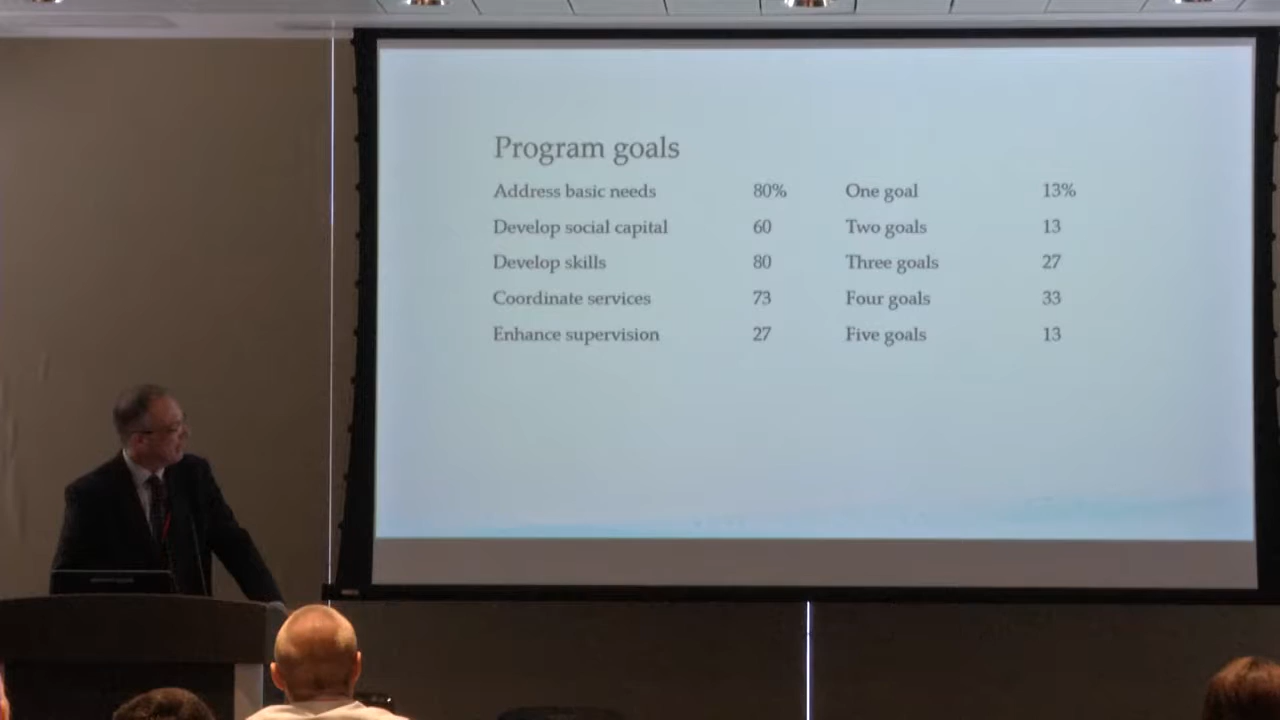 Program goals
Address basic needs 80% One goal 13%
Develop social capital 60 Two goals 13
Develop skills 80 Three goals 27
Coordinate services 73 Four goals 33
Enhance supervision 27 Five goals 13